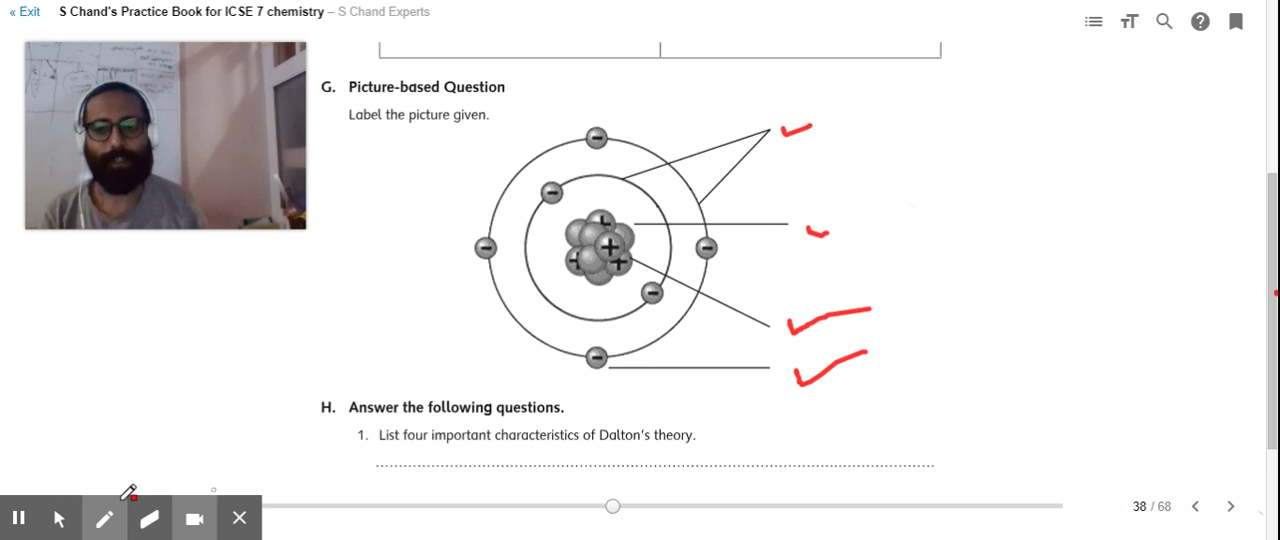 « Exit S Chand's Practice Book for ICSE 7 chemistry – S Chand Experts
G. Picture-based Question
Label the picture given.
H. Answer the following questions.
1. List four important characteristics of Dalton's theory.
38 / 68